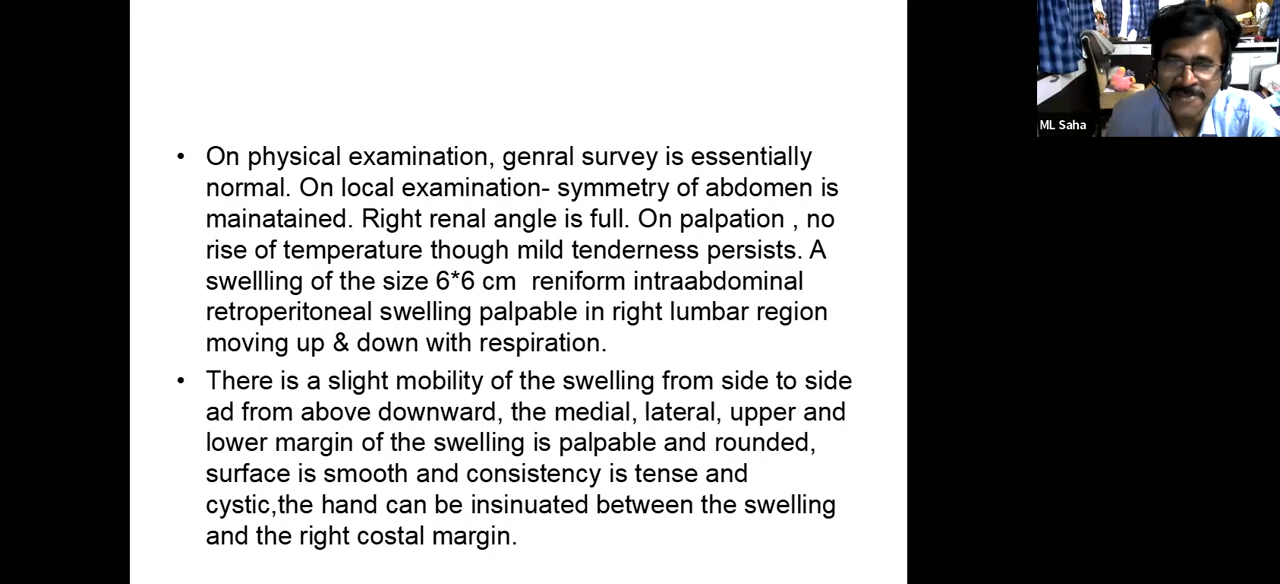 • On physical examination, genral survey is essentially
normal. On local examination- symmetry of abdomen is
mainatained. Right renal angle is full. On palpation , no
rise of temperature though mild tenderness persists. A
swellling of the size 6*6 cm  reniform intraabdominal
retroperitoneal swelling palpable in right lumbar region
moving up & down with respiration.
• There is a slight mobility of the swelling from side to side
ad from above downward, the medial, lateral, upper and
lower margin of the swelling is palpable and rounded,
surface is smooth and consistency is tense and
cystic,the hand can be insinuated between the swelling
and the right costal margin.
ML Saha